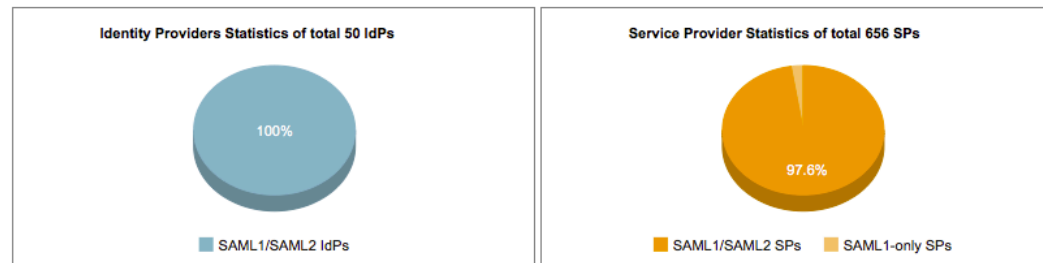 Identity Providers Statistics of total 50 IdPs
100%
SAML1/SAML2 IdPs
Service Provider Statistics of total 656 SPs
97.6%
SAML1/SAML2 SPs SAML1-only SPs